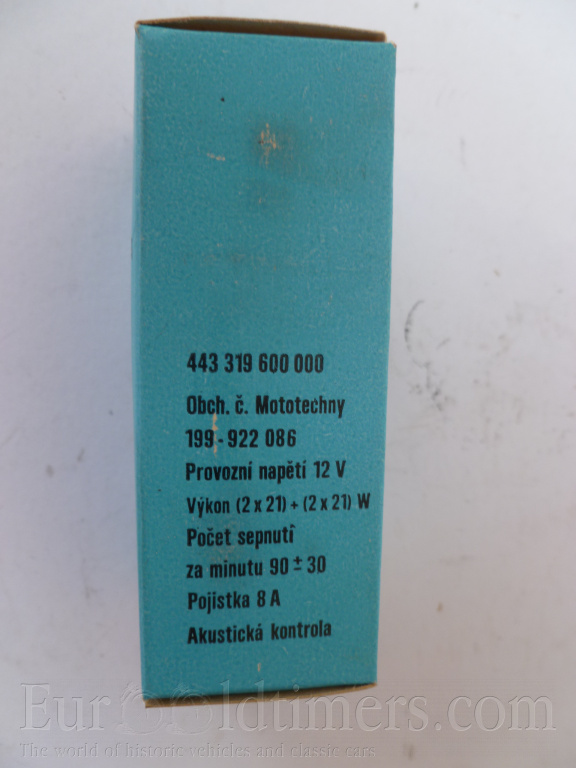 443 319 600 000
Obch. č. Mototechny
199-922 086
Provozní napětí 12 V
Výkon (2 x 21) + (2 x 21) W
Počet sepnutí
za minutu 90 ± 30
Pojistka 8 A
Akustická kontrola
EurOOldtimers.com
The world of historic vehicles and classic cars